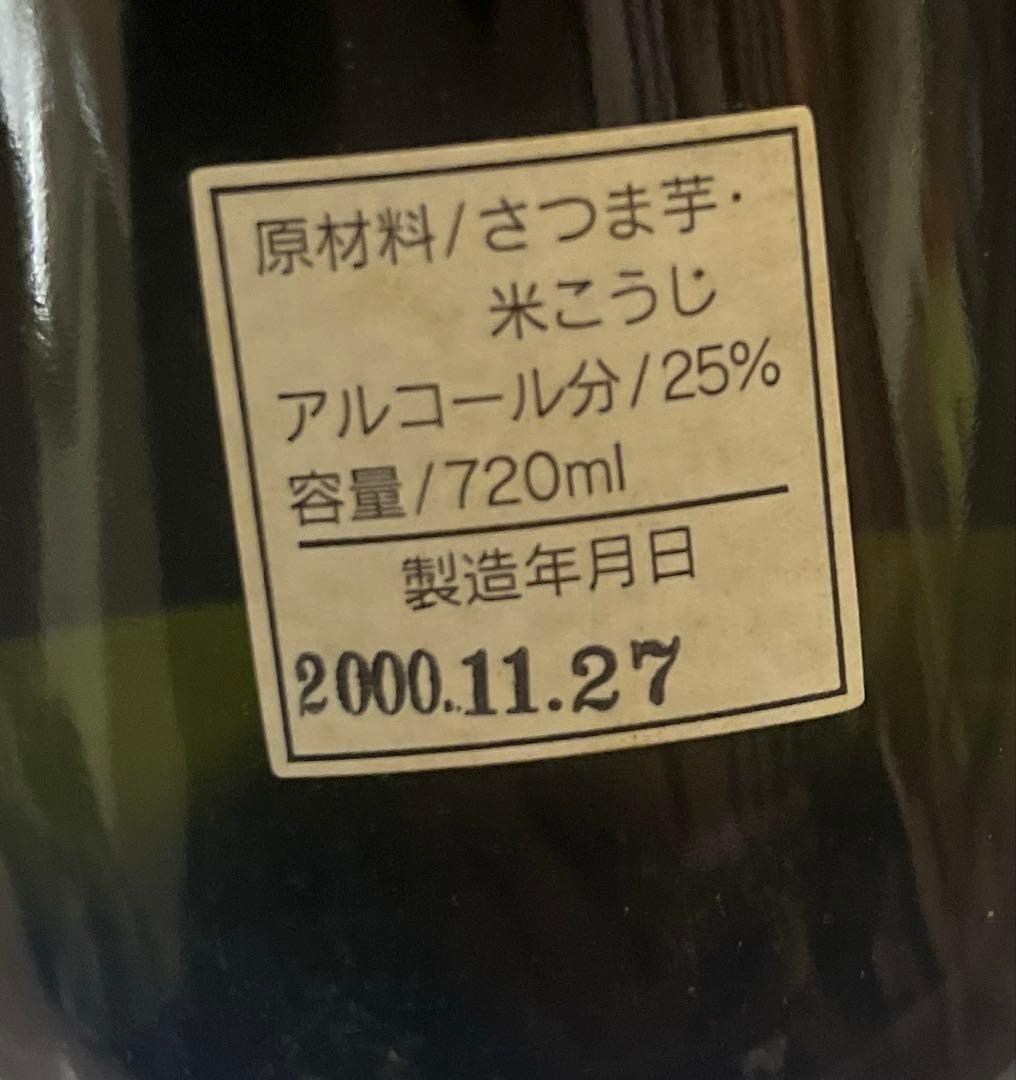 原材料/さつま芋・
米こうじ
アルコール分/25%
容量/720ml
製造年月日
2000.11.27